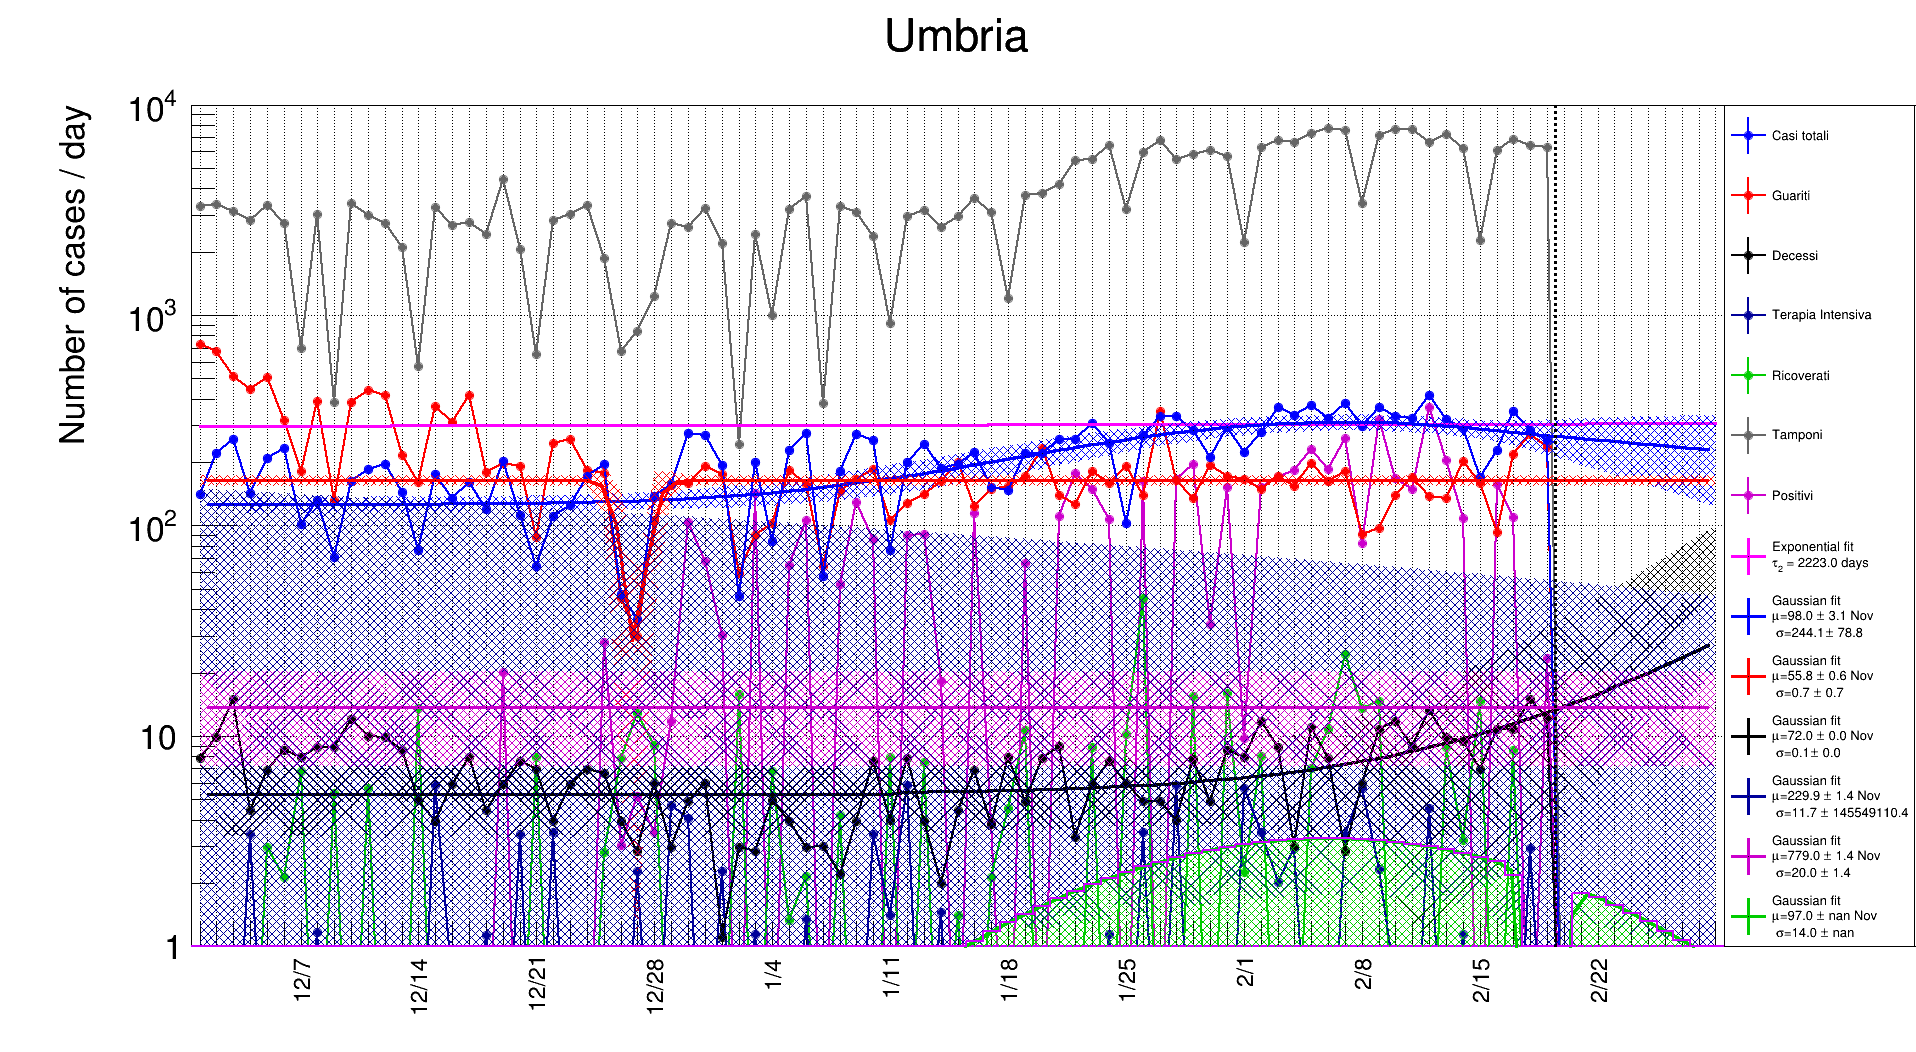 Umbria
Number of cases / day
10^4
10^3
10^2
10
1
12/7
12/14
12/21
12/28
1/4
1/11
1/18
1/25
2/1
2/8
2/15
2/22
Casi totali
Guariti
Decessi
Terapia Intensiva
Ricoverati
Tamponi
Positivi
Exponential fit
τ₂ = 2223.0 days
Gaussian fit
μ=98.0 ± 3.1 Nov
σ=244.1 ± 78.8
Gaussian fit
μ=55.8 ± 0.6 Nov
σ=0.7 ± 0.7
Gaussian fit
μ=72.0 ± 0.0 Nov
σ=0.1 ± 0.0
Gaussian fit
μ=229.9 ± 1.4 Nov
σ=11.7 ± 145549110.4
Gaussian fit
μ=779.0 ± 1.4 Nov
σ=20.0 ± 1.4
Gaussian fit
μ=97.0 ± nan Nov
σ=14.0 ± nan